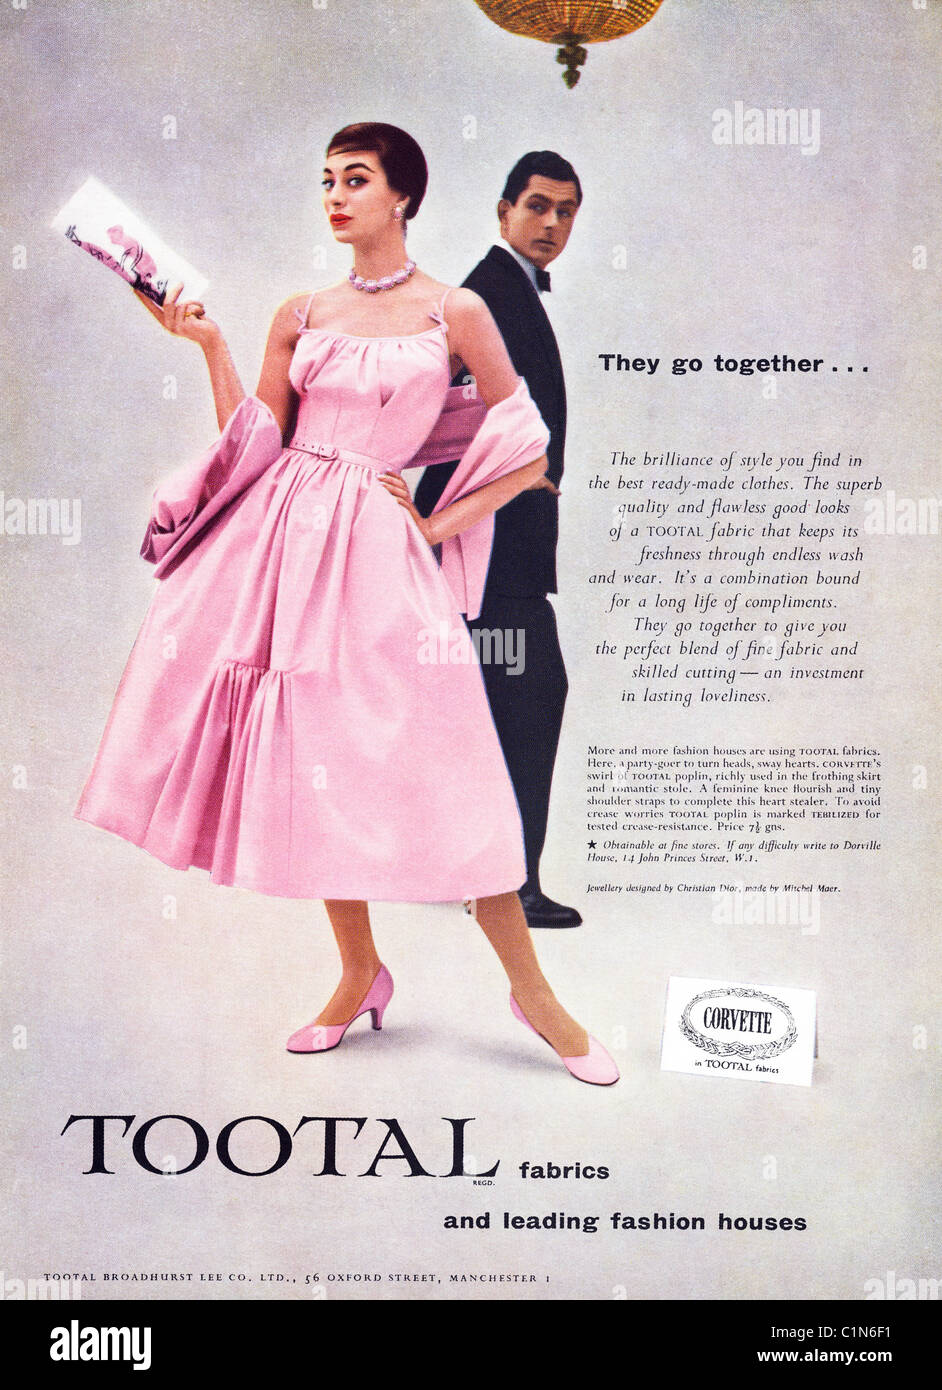 They go together . . .
The brilliance of style you find in
the best ready-made clothes. The superb
quality and flawless good looks
of a TOOTAL fabric that keeps its
freshness through endless wash
and wear. It's a combination bound
for a long life of compliments.
They go together to give you
the perfect blend of fine fabric and
skilled cutting — an investment
in lasting loveliness.
More and more fashion houses are using TOOTAL fabrics.
Here, a party-goer to turn heads, sway hearts. CORVETTE'S
swirl of TOOTAL poplin, richly used in the frothing skirt
and romantic stole. A feminine knee flourish and tiny
shoulder straps to complete this heart stealer. To avoid
crease worries TOOTAL poplin is marked TEBILIZED for
tested crease-resistance. Price 7½ gns.
★ Obtainable at fine stores. If any difficulty write to Dorville
House, 14 John Princes Street, W.1.
Jewellery designed by Christian Dior, made by Mitchel Maer.
CORVETTE
in TOOTAL fabrics
TOOTAL fabrics
REGD.
and leading fashion houses
TOOTAL BROADHURST LEE CO. LTD., 56 OXFORD STREET, MANCHESTER 1
alamy
alamy
alamy
alamy
alamy
alamy
alamy
alamy
Image ID: C1N6F1
www.alamy.com